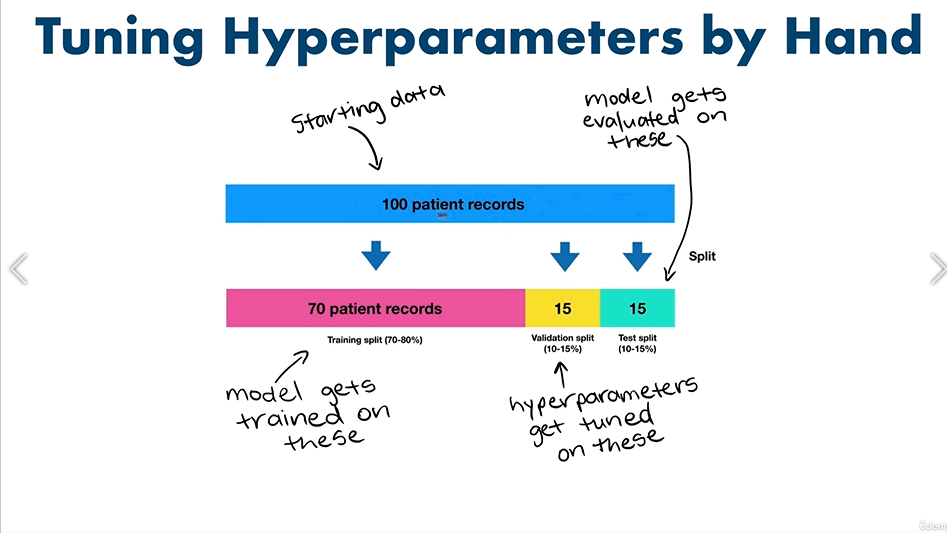 Tuning Hyperparameters by Hand
starting data
model gets
evaluated on
these
100 patient records
Split
70 patient records
15
15
Training split (70-80%)
Validation split
(10-15%)
Test split
(10-15%)
model gets
trained on
these
hyperparameters
get tuned
on these